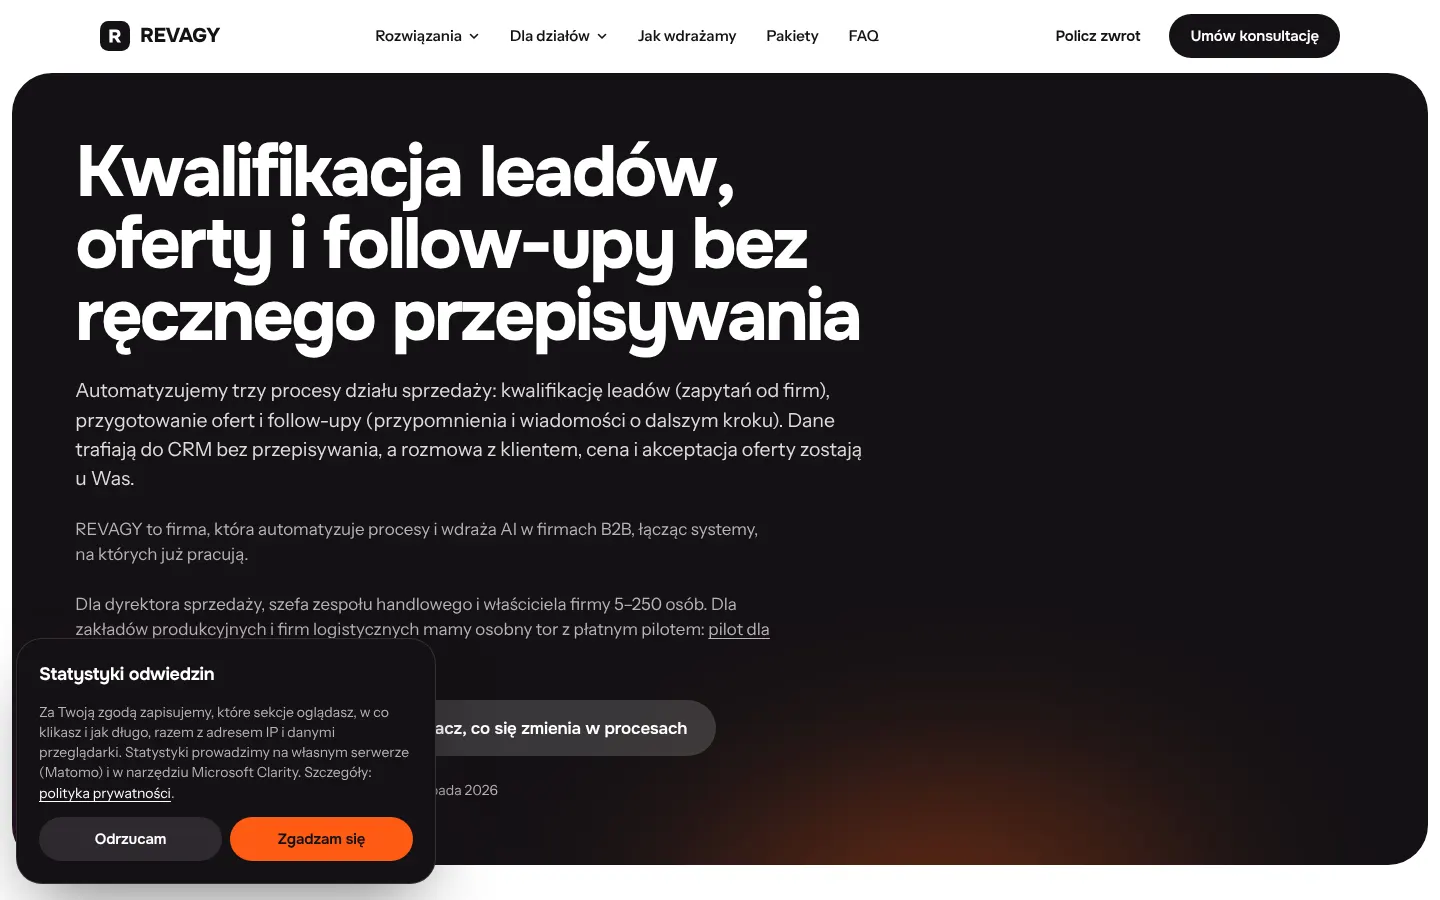 R REVAGY
Rozwiązania
Dla działów
Jak wdrażamy
Pakiety
FAQ
Policz zwrot
Umów konsultację
Kwalifikacja leadów,
oferty i follow-upy bez
ręcznego przepisywania
Automatyzujemy trzy procesy działu sprzedaży: kwalifikację leadów (zapytań od firm),
przygotowanie ofert i follow-upy (przypomnienia i wiadomości o dalszym kroku). Dane
trafiają do CRM bez przepisywania, a rozmowa z klientem, cena i akceptacja oferty zostają
u Was.
REVAGY to firma, która automatyzuje procesy i wdraża AI w firmach B2B, łącząc systemy,
na których już pracują.
Dla dyrektora sprzedaży, szefa zespołu handlowego i właściciela firmy 5–250 osób. Dla
zakładów produkcyjnych i firm logistycznych mamy osobny tor z płatnym pilotem: pilot dla
co się zmienia w procesach
2026
Statystyki odwiedzin
Za Twoją zgodą zapisujemy, które sekcje oglądasz, w co
klikasz i jak długo, razem z adresem IP i danymi
przeglądarki. Statystyki prowadzimy na własnym serwerze
(Matomo) i w narzędziu Microsoft Clarity. Szczegóły:
polityka prywatności.
Odrzucam
Zgadzam się